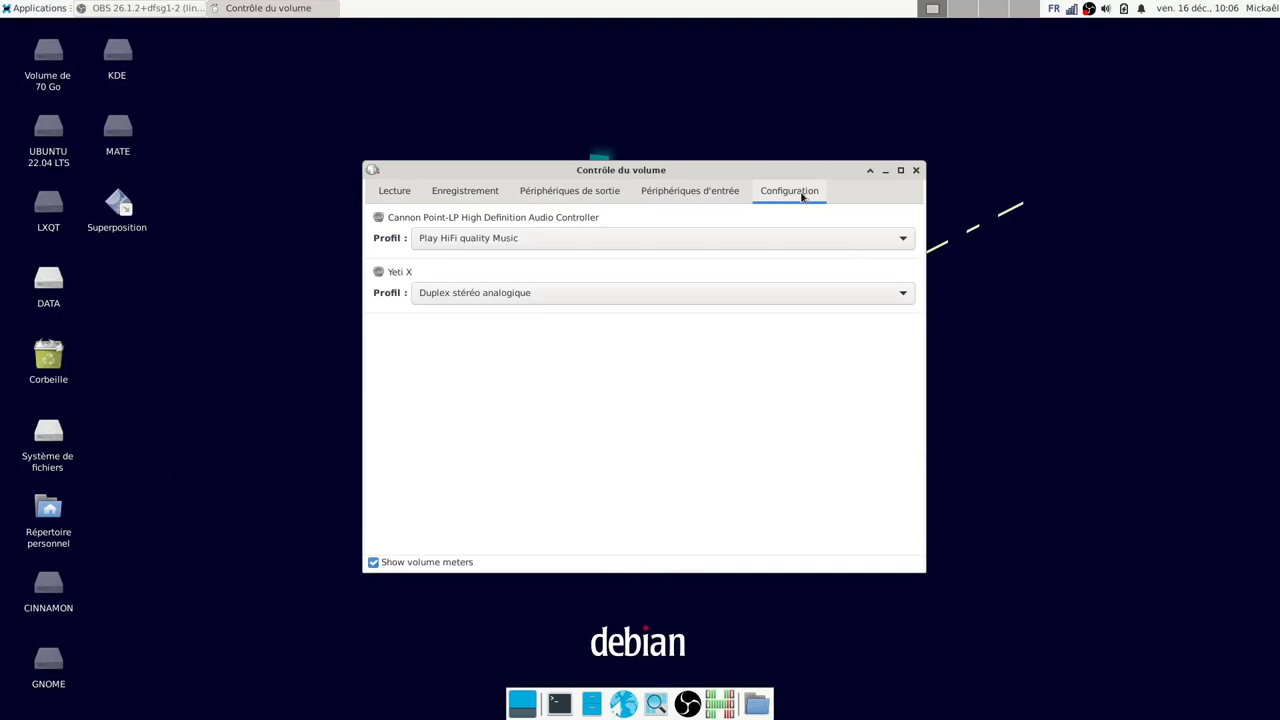 Applications
OBS 26.1.2+dfsg1-2 (lin...
Contrôle du volume
FR
ven. 16 déc., 10:06
Mickaël
Volume de
70 Go
KDE
UBUNTU
22.04 LTS
MATE
LXQT
Superposition
DATA
Corbeille
Système de
fichiers
Répertoire
personnel
CINNAMON
GNOME
Contrôle du volume
Lecture
Enregistrement
Périphériques de sortie
Périphériques d'entrée
Configuration
Cannon Point-LP High Definition Audio Controller
Profil : Play HiFi quality Music
Yeti X
Profil : Duplex stéréo analogique
Show volume meters
debian